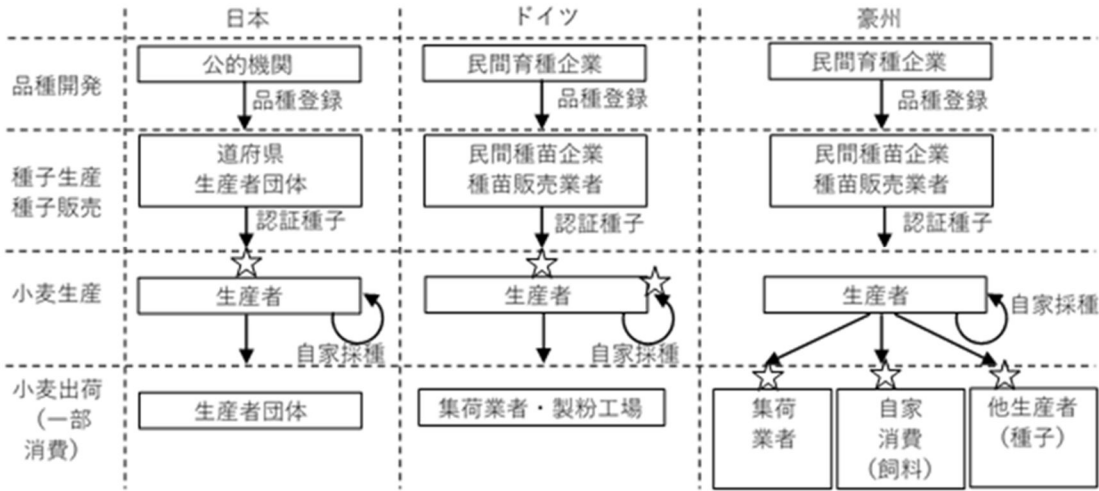 日本
ドイツ
豪州
品種開発
公的機関
民間育種企業
民間育種企業
品種登録
品種登録
品種登録
種子生産
種子販売
道府県
生産者団体
民間種苗企業
種苗販売業者
民間種苗企業
種苗販売業者
認証種子
認証種子
認証種子
小麦生産
生産者
生産者
生産者
自家採種
自家採種
自家採種
小麦出荷
（一部
消費）
生産者団体
集荷業者・製粉工場
集荷
業者
自家
消費
（飼料）
他生産者
（種子）